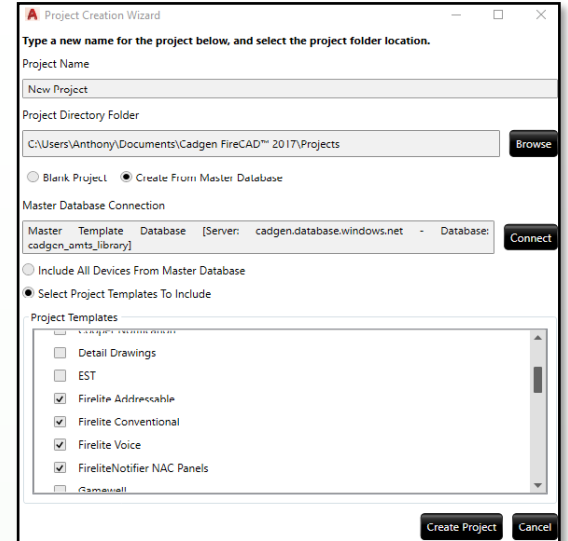 Project Creation Wizard
Type a new name for the project below, and select the project folder location.
Project Name
New Project
Project Directory Folder
C:\Users\Anthony\Documents\Cadgen FireCAD™ 2017\Projects
Browse
Blank Project Create From Master Database
Master Database Connection
Master Template Database [Server: cadgen.database.windows.net - Database:
cadgen_amts_library]
Connect
Include All Devices From Master Database
Select Project Templates To Include
Project Templates
Cooper Notification
Detail Drawings
EST
Firelite Addressable
Firelite Conventional
Firelite Voice
FireliteNotifier NAC Panels
Gamewell
Create Project Cancel